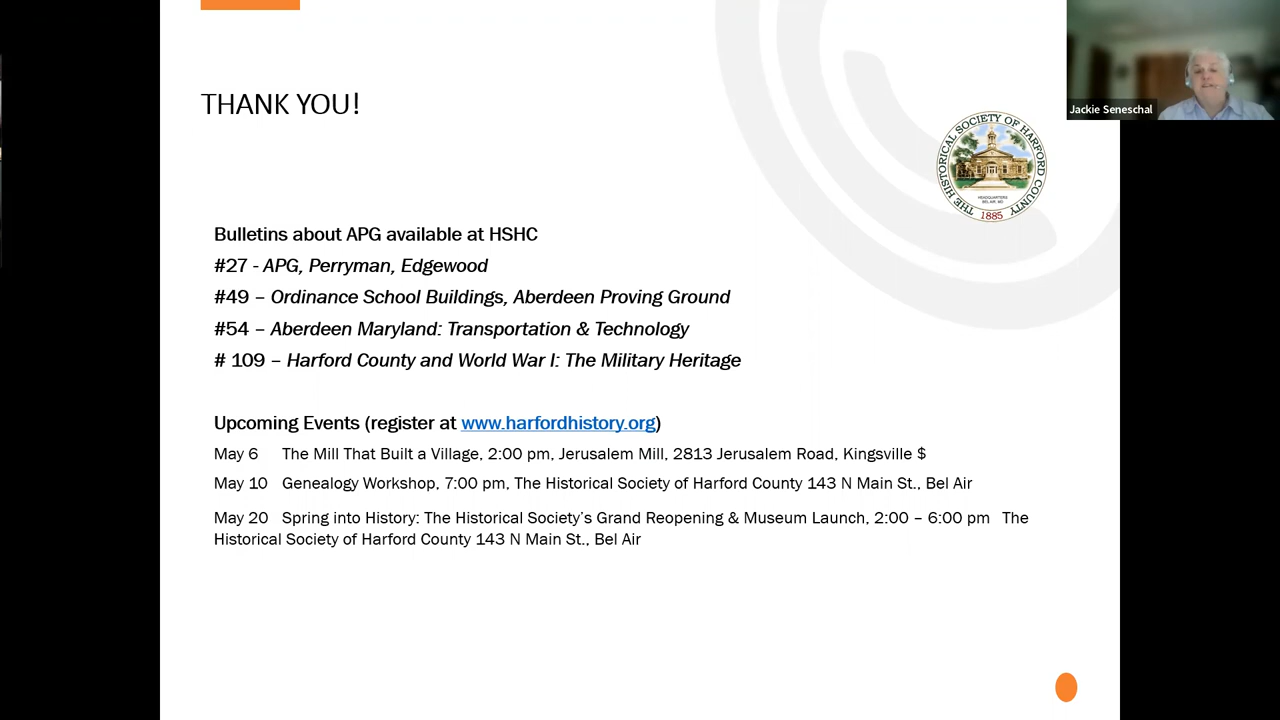 THANK YOU!
Jackie Seneschal
THE HISTORICAL SOCIETY OF HARFORD COUNTY
HEADQUARTERS
BEL AIR, MD
1885
Bulletins about APG available at HSHC
#27 - APG, Perryman, Edgewood
#49 – Ordinance School Buildings, Aberdeen Proving Ground
#54 – Aberdeen Maryland: Transportation & Technology
# 109 – Harford County and World War I: The Military Heritage
Upcoming Events (register at www.harfordhistory.org)
May 6 The Mill That Built a Village, 2:00 pm, Jerusalem Mill, 2813 Jerusalem Road, Kingsville $
May 10 Genealogy Workshop, 7:00 pm, The Historical Society of Harford County 143 N Main St., Bel Air
May 20 Spring into History: The Historical Society’s Grand Reopening & Museum Launch, 2:00 – 6:00 pm The
Historical Society of Harford County 143 N Main St., Bel Air